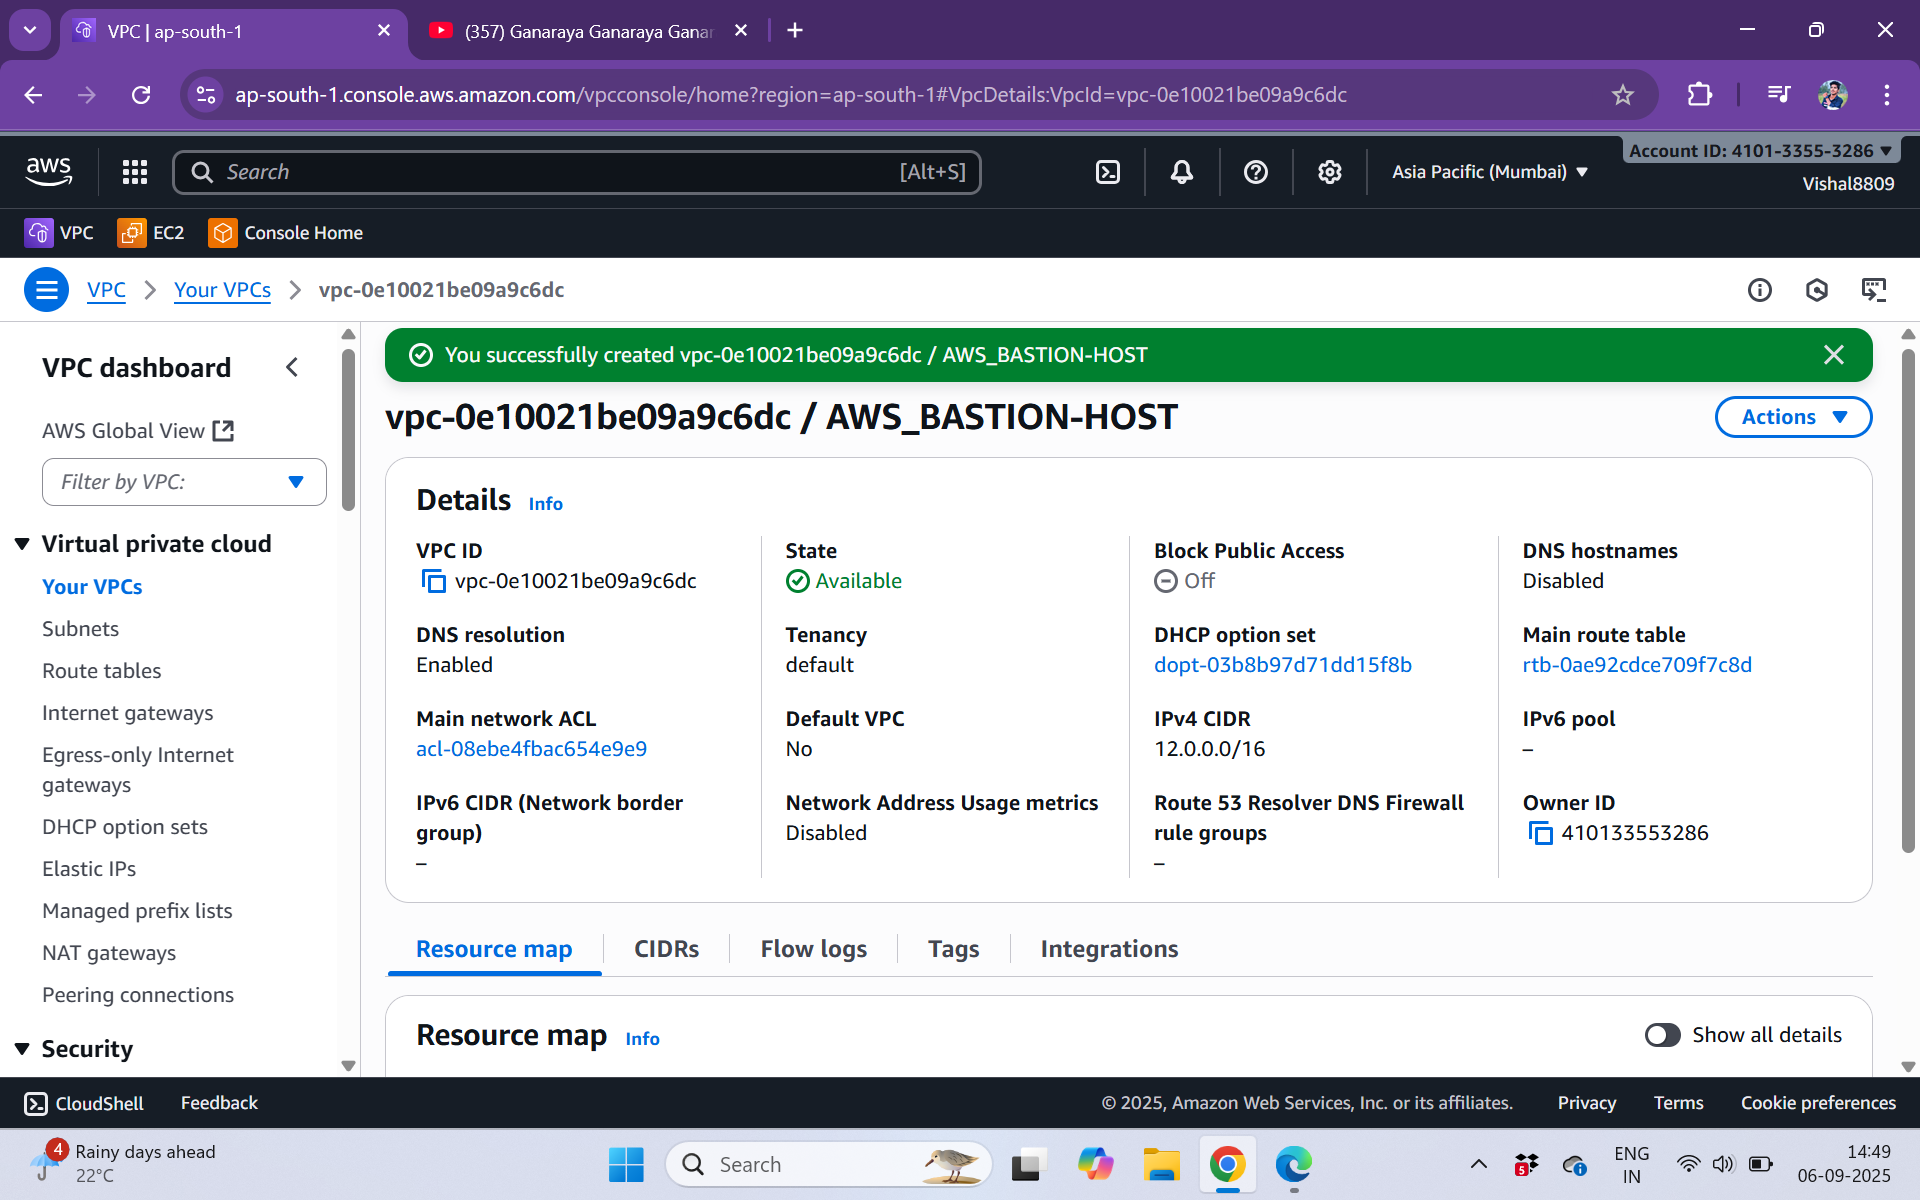 VPC | ap-south-1
(357) Ganaraya Ganaraya Ganar
ap-south-1.console.aws.amazon.com/vpcconsole/home?region=ap-south-1#VpcDetails:VpcId=vpc-0e10021be09a9c6dc
aws
Search
[Alt+S]
Asia Pacific (Mumbai)
Account ID: 4101-3355-3286
Vishal8809
VPC
EC2
Console Home
VPC
Your VPCs
vpc-0e10021be09a9c6dc
VPC dashboard
AWS Global View
Filter by VPC:
Virtual private cloud
Your VPCs
Subnets
Route tables
Internet gateways
Egress-only Internet
gateways
DHCP option sets
Elastic IPs
Managed prefix lists
NAT gateways
Peering connections
Security
You successfully created vpc-0e10021be09a9c6dc / AWS_BASTION-HOST
vpc-0e10021be09a9c6dc / AWS_BASTION-HOST
Actions
Details Info
VPC ID
vpc-0e10021be09a9c6dc
State
Available
Block Public Access
Off
DNS hostnames
Disabled
DNS resolution
Enabled
Tenancy
default
DHCP option set
dopt-03b8b97d71dd15f8b
Main route table
rtb-0ae92cdce709f7c8d
Main network ACL
acl-08ebe4fbac654e9e9
Default VPC
No
IPv4 CIDR
12.0.0.0/16
IPv6 pool
–
IPv6 CIDR (Network border
group)
–
Network Address Usage metrics
Disabled
Route 53 Resolver DNS Firewall
rule groups
–
Owner ID
410133553286
Resource map
CIDRs
Flow logs
Tags
Integrations
Resource map Info
Show all details
CloudShell
Feedback
© 2025, Amazon Web Services, Inc. or its affiliates.
Privacy
Terms
Cookie preferences
4
Rainy days ahead
22°C
Search
5
ENG
IN
14:49
06-09-2025